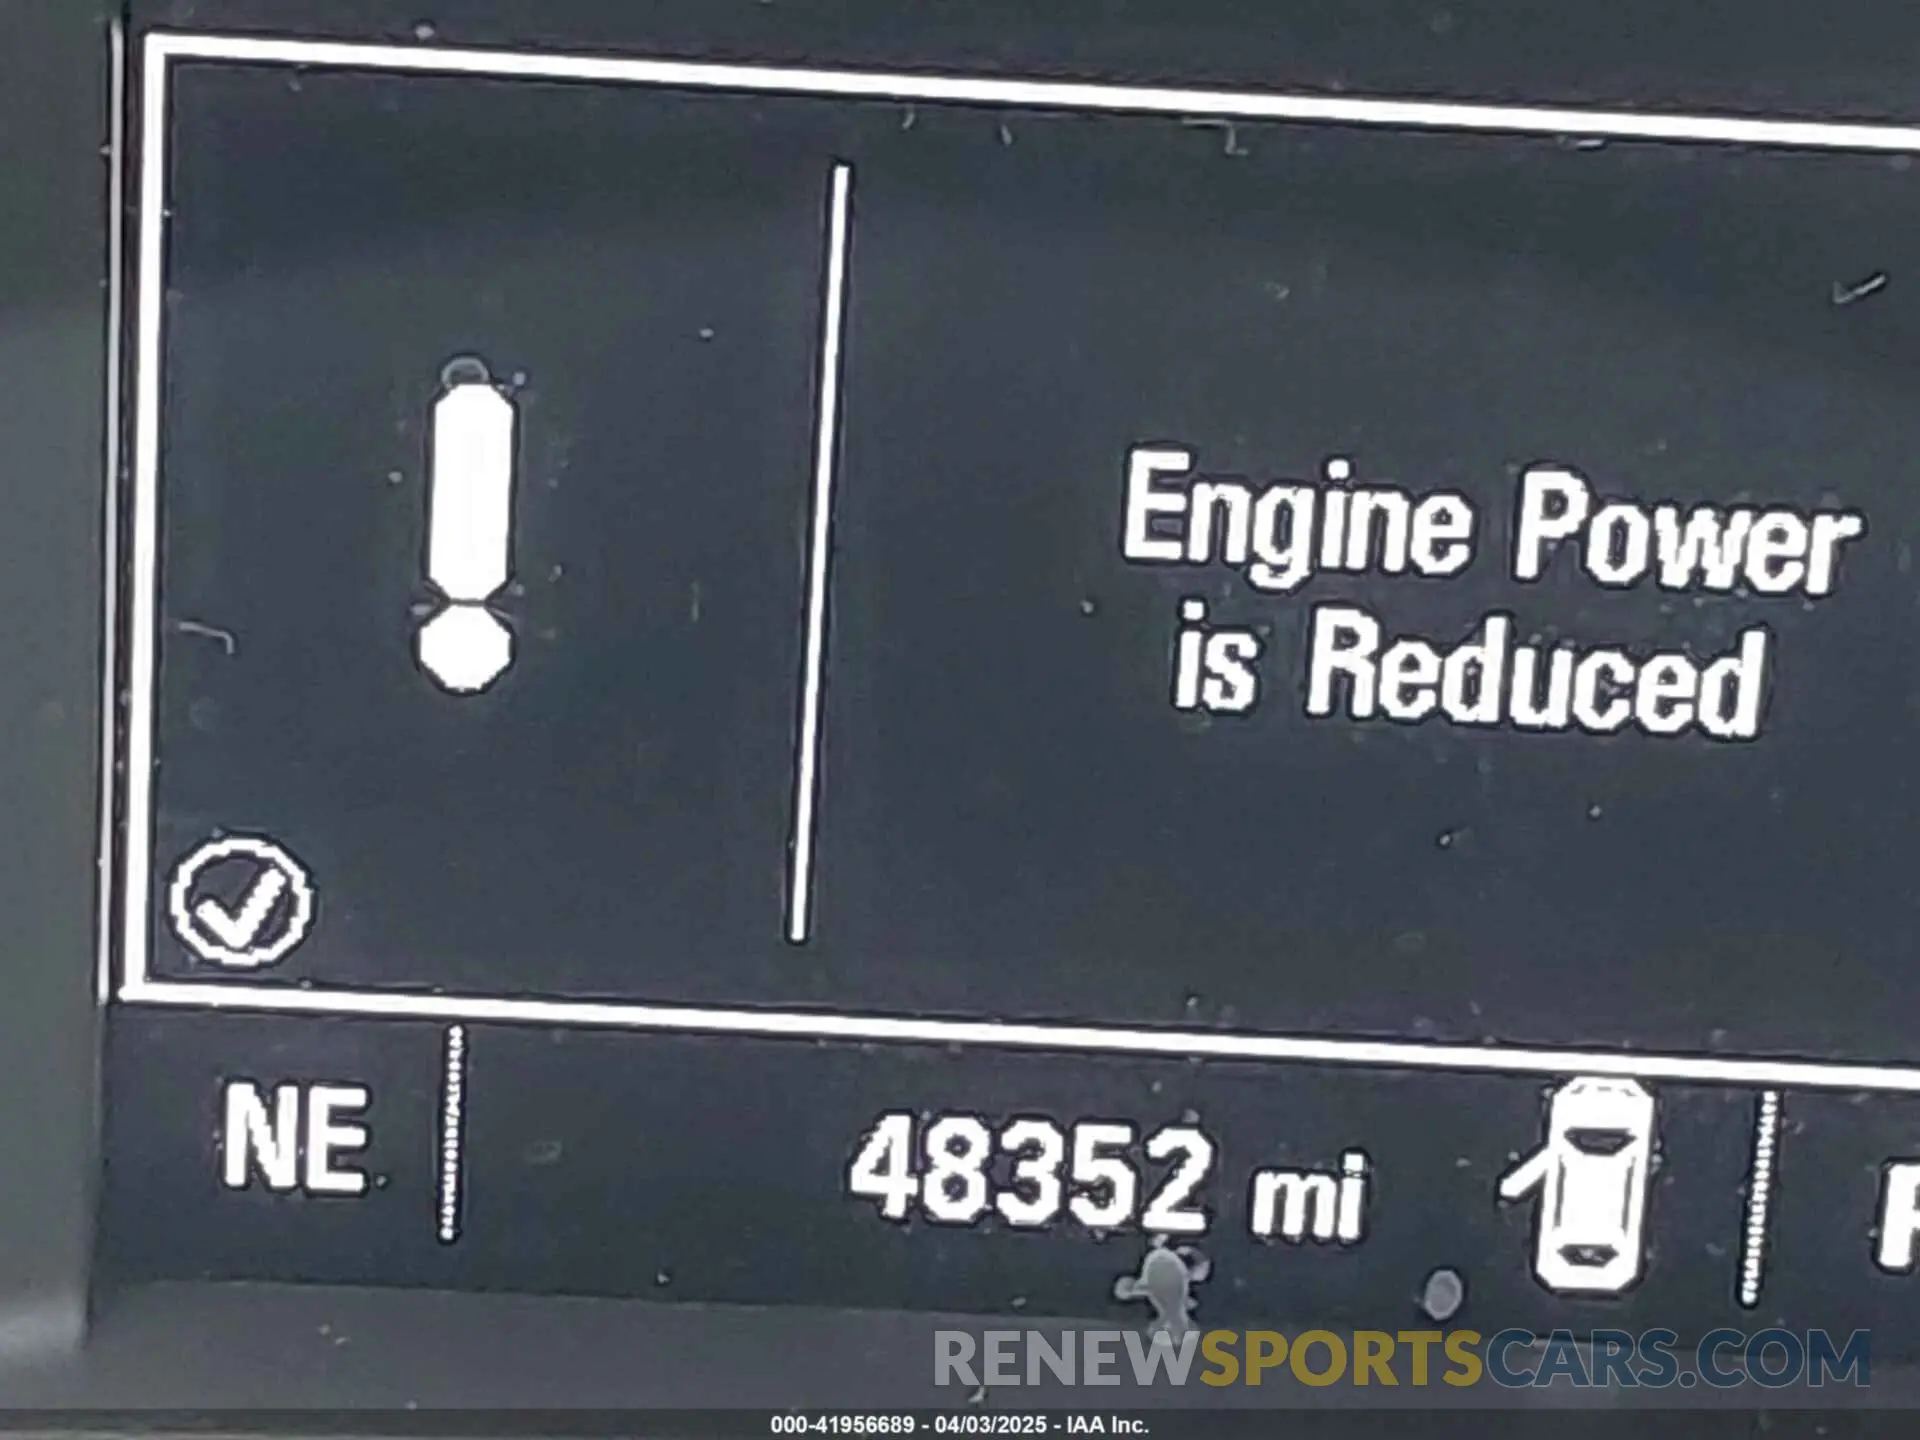 Engine Power
is Reduced
NE
48352 mi
RENEWSPORTSCARS.COM
000-41956689 - 04/03/2025 - IAA Inc.